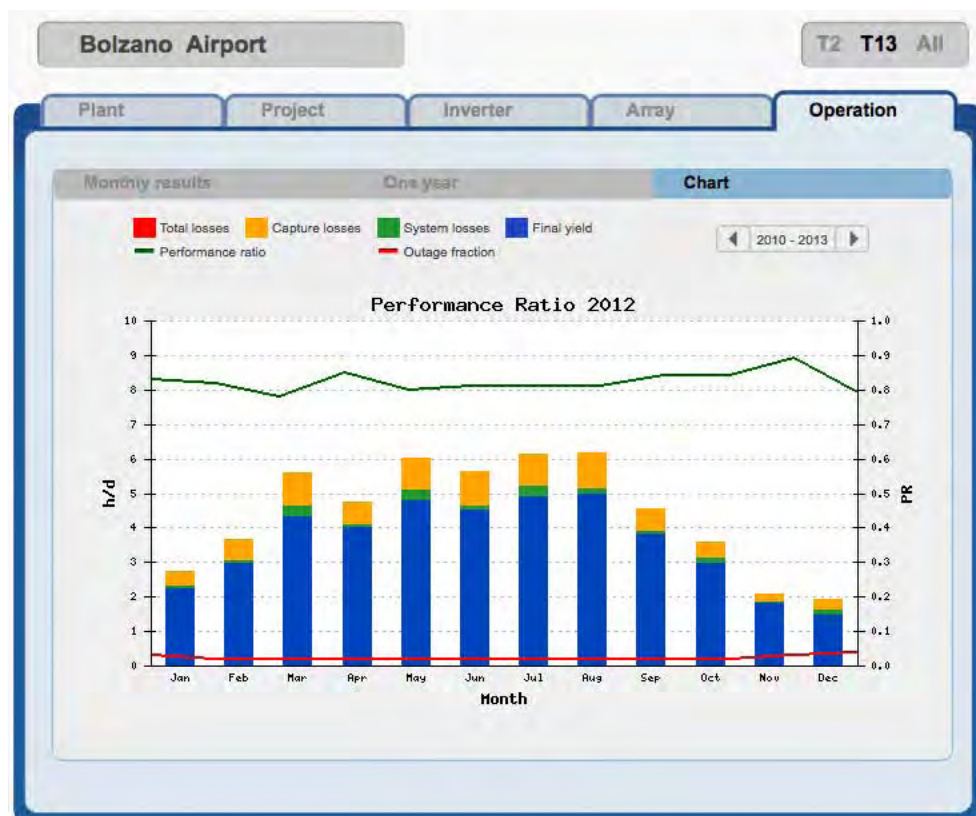 Bolzano Airport
T2 T13 All
Plant Project Inverter Array Operation
Monthly results One year Chart
Total losses Capture losses System losses Final yield
Performance ratio Outage fraction
2010 - 2013
Performance Ratio 2012
10 1.0
9 0.9
8 0.8
7 0.7
6 0.6
5 0.5
4 0.4
3 0.3
2 0.2
1 0.1
0 0.0
h/d
PR
Jan Feb Mar Apr May Jun Jul Aug Sep Oct Nov Dec
Month